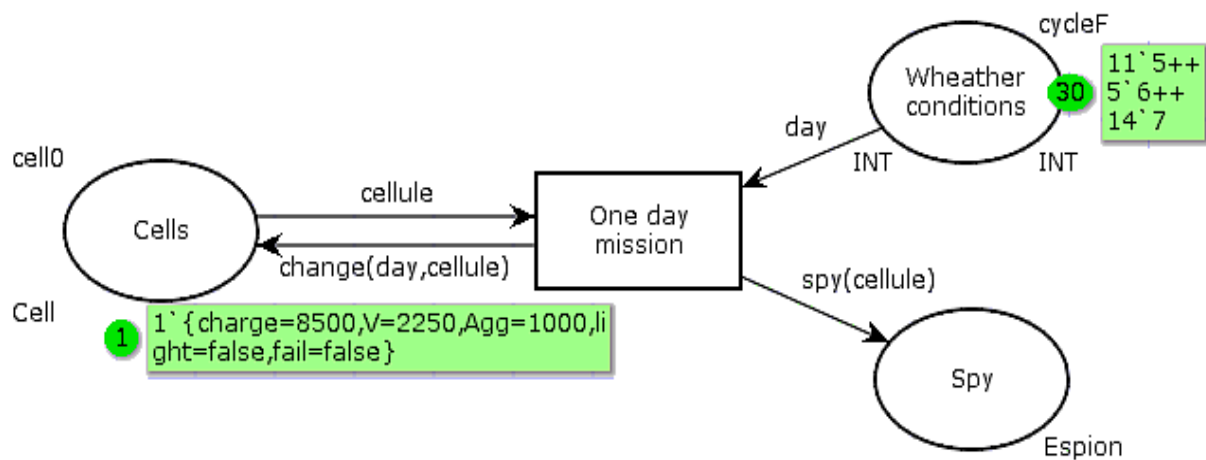 cycleF
Wheather
conditions
30
11`5++
5`6++
14`7
day
INT
INT
cell0
Cells
cellule
One day
mission
change(day,cellule)
spy(cellule)
Cell
1
1`{charge=8500,V=2250,Agg=1000,li
ght=false,fail=false}
Spy
Espion